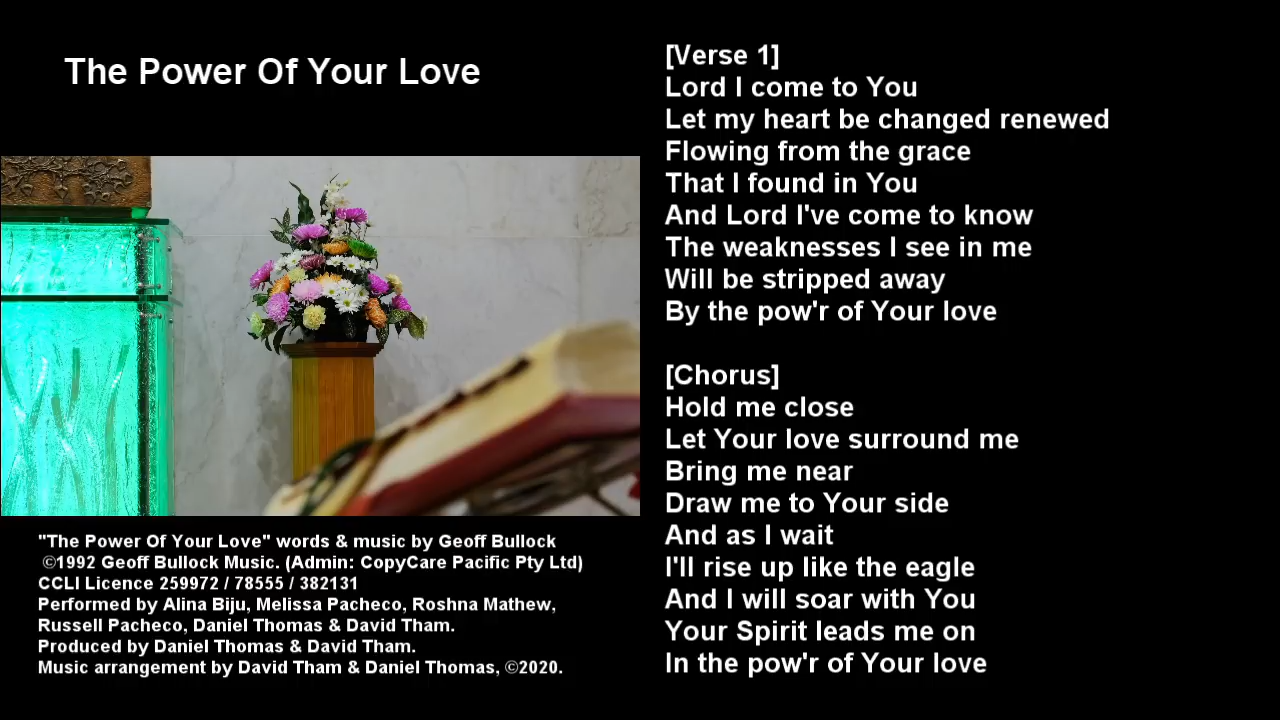 The Power Of Your Love
"The Power Of Your Love" words & music by Geoff Bullock
©1992 Geoff Bullock Music. (Admin: CopyCare Pacific Pty Ltd)
CCLI Licence 259972 / 78555 / 382131
Performed by Alina Biju, Melissa Pacheco, Roshna Mathew,
Russell Pacheco, Daniel Thomas & David Tham.
Produced by Daniel Thomas & David Tham.
Music arrangement by David Tham & Daniel Thomas, ©2020.
[Verse 1]
Lord I come to You
Let my heart be changed renewed
Flowing from the grace
That I found in You
And Lord I've come to know
The weaknesses I see in me
Will be stripped away
By the pow'r of Your love
[Chorus]
Hold me close
Let Your love surround me
Bring me near
Draw me to Your side
And as I wait
I'll rise up like the eagle
And I will soar with You
Your Spirit leads me on
In the pow'r of Your love